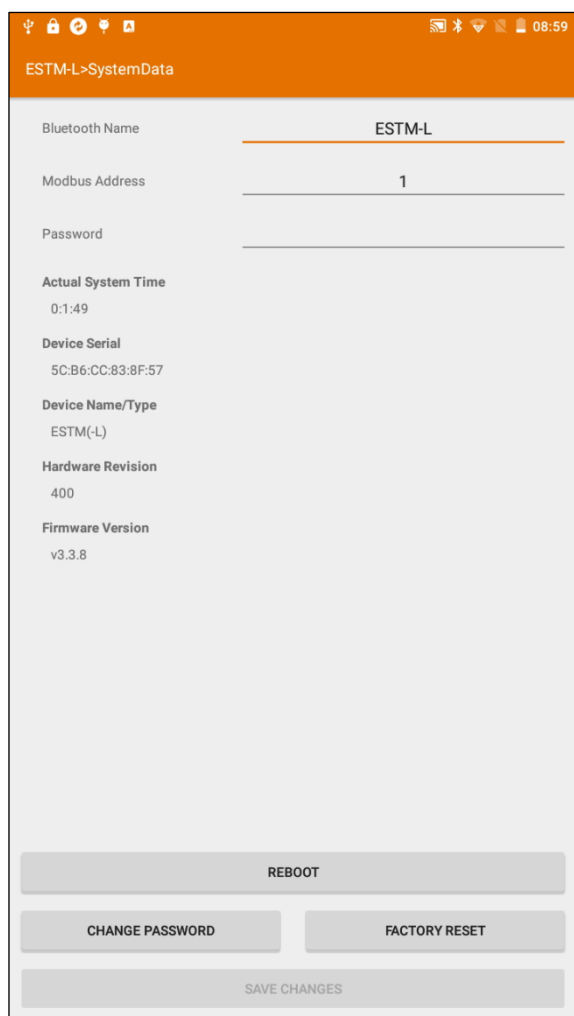 08:59
ESTM-L>SystemData
Bluetooth Name ESTM-L
Modbus Address 1
Password
Actual System Time
0:1:49
Device Serial
5C:B6:CC:83:8F:57
Device Name/Type
ESTM(-L)
Hardware Revision
400
Firmware Version
v3.3.8
REBOOT
CHANGE PASSWORD FACTORY RESET
SAVE CHANGES